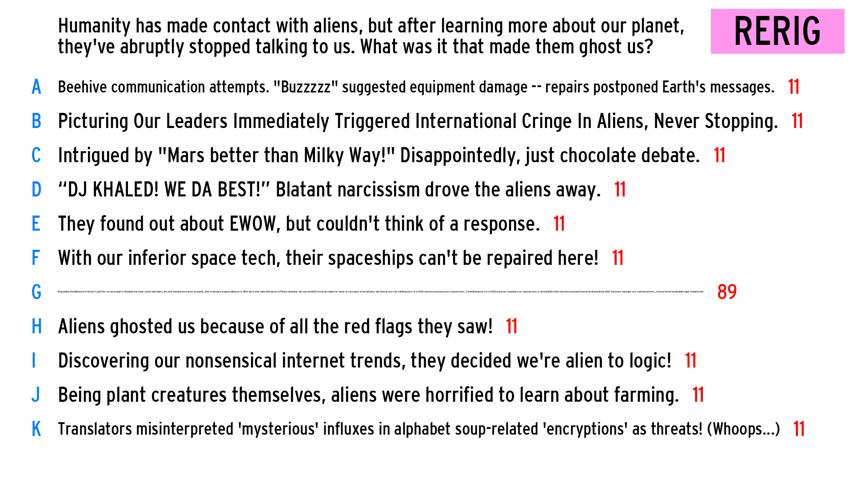 Humanity has made contact with aliens, but after learning more about our planet,
they've abruptly stopped talking to us. What was it that made them ghost us?
RERIG
A Beehive communication attempts. "Buzzzzz" suggested equipment damage -- repairs postponed Earth's messages. 11
B Picturing Our Leaders Immediately Triggered International Cringe In Aliens, Never Stopping. 11
C Intrigued by "Mars better than Milky Way!" Disappointedly, just chocolate debate. 11
D “DJ KHALED! WE DA BEST!” Blatant narcissism drove the aliens away. 11
E They found out about EWOW, but couldn't think of a response. 11
F With our inferior space tech, their spaceships can't be repaired here! 11
G 89
H Aliens ghosted us because of all the red flags they saw! 11
I Discovering our nonsensical internet trends, they decided we're alien to logic! 11
J Being plant creatures themselves, aliens were horrified to learn about farming. 11
K Translators misinterpreted 'mysterious' influxes in alphabet soup-related 'encryptions' as threats! (Whoops...) 11